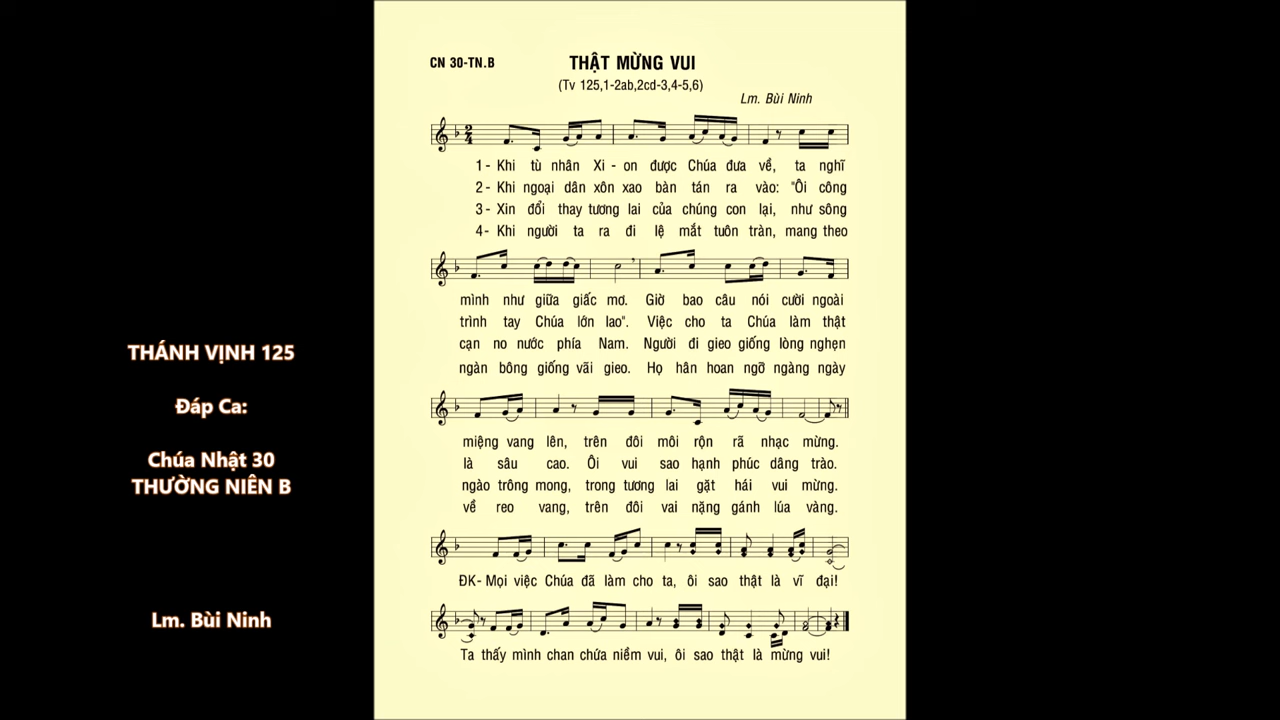 THÁNH VỊNH 125
Đáp Ca:
Chúa Nhật 30
THƯỜNG NIÊN B
Lm. Bùi Ninh
CN 30-TN.B
THẬT MỪNG VUI
(Tv 125,1-2ab,2cd-3,4-5,6)
Lm. Bùi Ninh
2
4
1- Khi tù nhân Xi - on được Chúa đưa về, ta nghĩ
2- Khi ngoại dân xôn xao bàn tán ra vào: "Ôi công
3- Xin đổi thay tương lai của chúng con lại, như sông
4- Khi người ta ra đi lệ mắt tuôn tràn, mang theo
mình như giữa giấc mơ. Giờ bao câu nói cười ngoài
trình tay Chúa lớn lao". Việc cho ta Chúa làm thật
cạn no nước phía Nam. Người đi gieo giống lòng nghẹn
ngàn bông giống vãi gieo. Họ hân hoan ngỡ ngàng ngày
miệng vang lên, trên đôi môi rộn rã nhạc mừng.
là sâu cao. Ôi vui sao hạnh phúc dâng trào.
ngào trông mong, trong tương lai gặt hái vui mừng.
về reo vang, trên đôi vai nặng gánh lúa vàng.
ĐK- Mọi việc Chúa đã làm cho ta, ôi sao thật là vĩ đại!
Ta thấy mình chan chứa niềm vui, ôi sao thật là mừng vui!